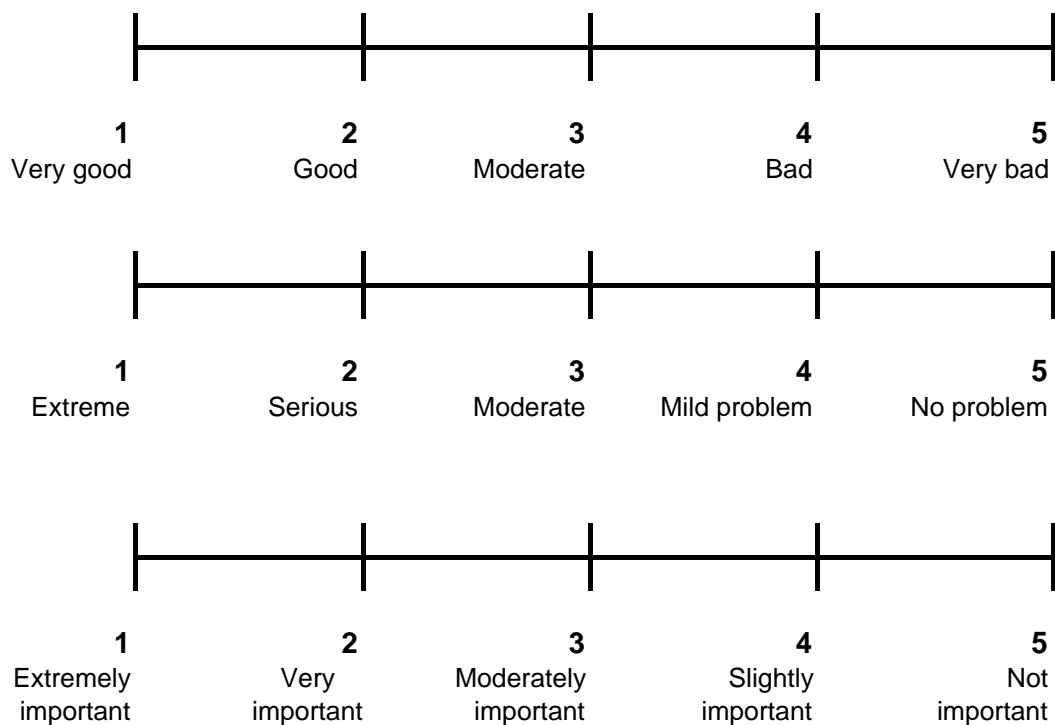 1 2 3 4 5
Very good Good Moderate Bad Very bad
1 2 3 4 5
Extreme Serious Moderate Mild problem No problem
1 2 3 4 5
Extremely Very Moderately Slightly Not
important important important important important